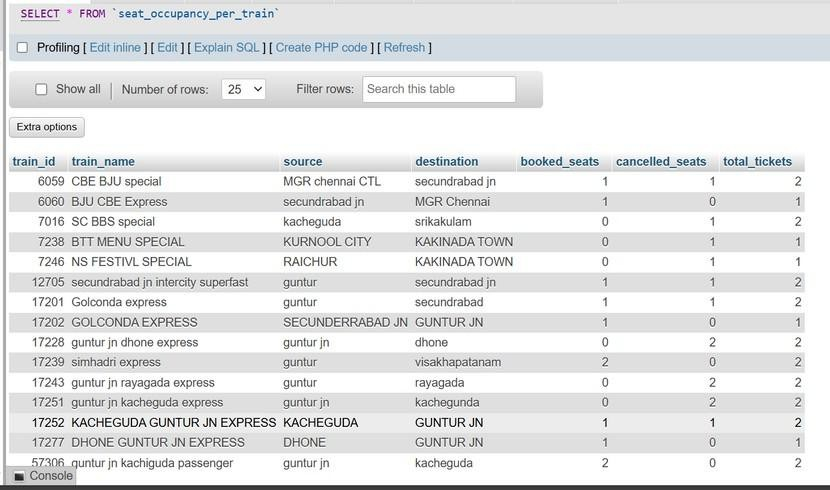 SELECT * FROM `seat_occupancy_per_train`
Profiling [ Edit inline ] [ Edit ] [ Explain SQL ] [ Create PHP code ] [ Refresh ]
Show all | Number of rows: 25 Filter rows: Search this table
Extra options
train_id train_name source destination booked_seats cancelled_seats total_tickets
6059 CBE BJU special MGR chennai CTL secundrabad jn 1 1 2
6060 BJU CBE Express secundrabad jn MGR Chennai 1 0 1
7016 SC BBS special kacheguda srikakulam 0 1 2
7238 BTT MENU SPECIAL KURNOOL CITY KAKINADA TOWN 0 1 1
7246 NS FESTIVL SPECIAL RAICHUR KAKINADA TOWN 0 1 1
12705 secundrabad jn intercity superfast guntur secundrabad jn 1 1 2
17201 Golconda express guntur secundrabad 1 1 2
17202 GOLCONDA EXPRESS SECUNDERRABAD JN GUNTUR JN 1 0 1
17228 guntur jn dhone express guntur jn dhone 0 2 2
17239 simhadri express guntur visakhapatanam 2 0 2
17243 guntur jn rayagada express guntur rayagada 0 2 2
17251 guntur jn kacheguda express guntur kachegunda 0 2 2
17252 KACHEGUDA GUNTUR JN EXPRESS KACHEGUDA GUNTUR JN 1 1 2
17277 DHONE GUNTUR JN EXPRESS DHONE GUNTUR JN 1 0 1
57306 guntur jn kachiguda passenger guntur jn kacheguda 2 0 2
Console